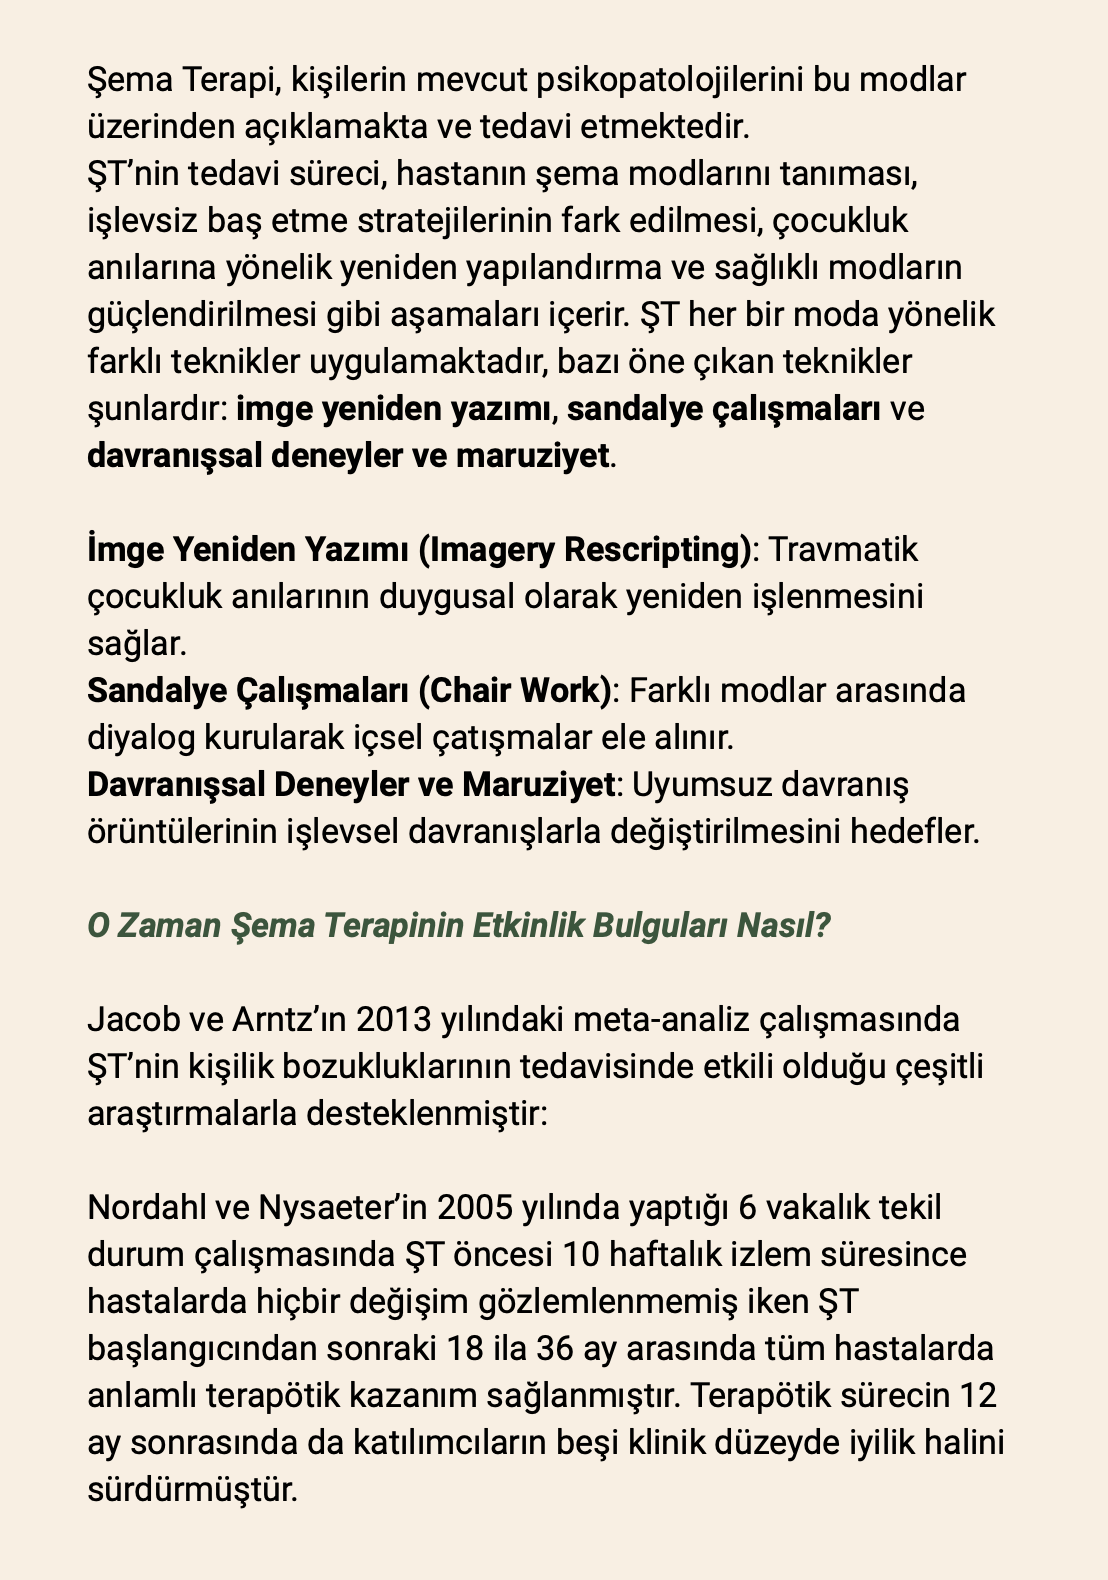 Şema Terapi, kişilerin mevcut psikopatolojilerini bu modlar
üzerinden açıklamakta ve tedavi etmektedir.
ŞT’nin tedavi süreci, hastanın şema modlarını tanıması,
işlevsiz baş etme stratejilerinin fark edilmesi, çocukluk
anılarına yönelik yeniden yapılandırma ve sağlıklı modların
güçlendirilmesi gibi aşamaları içerir. ŞT her bir moda yönelik
farklı teknikler uygulamaktadır, bazı öne çıkan teknikler
şunlardır: imge yeniden yazımı, sandalye çalışmaları ve
davranışsal deneyler ve maruziyet.
İmge Yeniden Yazımı (Imagery Rescripting): Travmatik
çocukluk anılarının duygusal olarak yeniden işlenmesini
sağlar.
Sandalye Çalışmaları (Chair Work): Farklı modlar arasında
diyalog kurularak içsel çatışmalar ele alınır.
Davranışsal Deneyler ve Maruziyet: Uyumsuz davranış
örüntülerinin işlevsel davranışlarla değiştirilmesini hedefler.
O Zaman Şema Terapinin Etkinlik Bulguları Nasıl?
Jacob ve Arntz’ın 2013 yılındaki meta-analiz çalışmasında
ŞT’nin kişilik bozukluklarının tedavisinde etkili olduğu çeşitli
araştırmalarla desteklenmiştir:
Nordahl ve Nysaeter’in 2005 yılında yaptığı 6 vakalık tekil
durum çalışmasında ŞT öncesi 10 haftalık izlem süresince
hastalarda hiçbir değişim gözlemlenmemiş iken ŞT
başlangıcından sonraki 18 ila 36 ay arasında tüm hastalarda
anlamlı terapötik kazanım sağlanmıştır. Terapötik sürecin 12
ay sonrasında da katılımcıların beşi klinik düzeyde iyilik halini
sürdürmüştür.